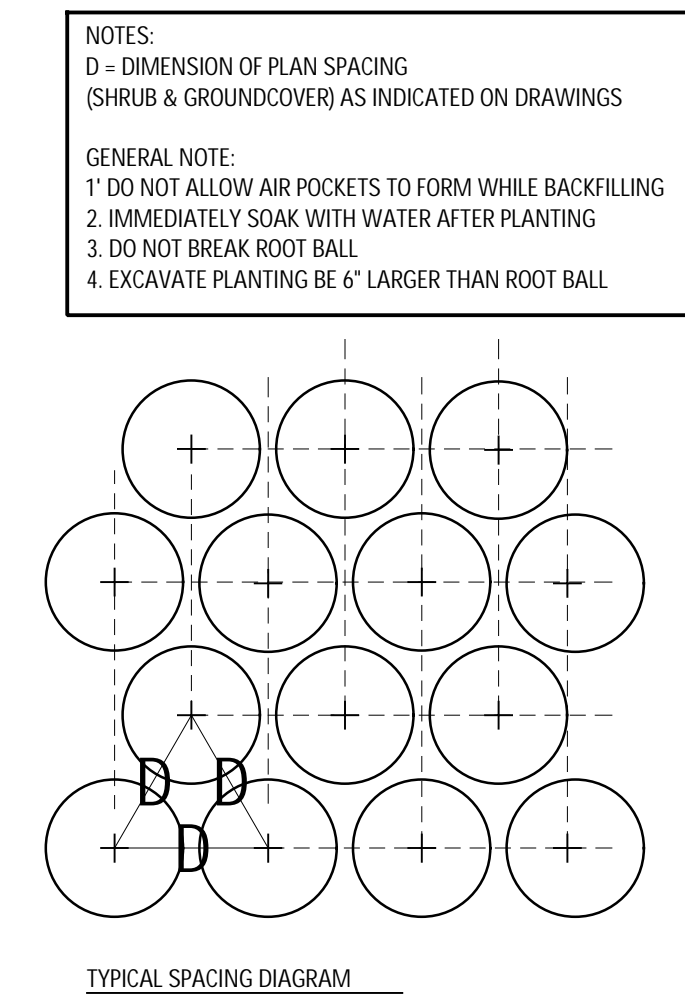 NOTES:
D = DIMENSION OF PLAN SPACING
(SHRUB & GROUNDCOVER) AS INDICATED ON DRAWINGS
GENERAL NOTE:
1' DO NOT ALLOW AIR POCKETS TO FORM WHILE BACKFILLING
2. IMMEDIATELY SOAK WITH WATER AFTER PLANTING
3. DO NOT BREAK ROOT BALL
4. EXCAVATE PLANTING BE 6" LARGER THAN ROOT BALL
D D
D
TYPICAL SPACING DIAGRAM